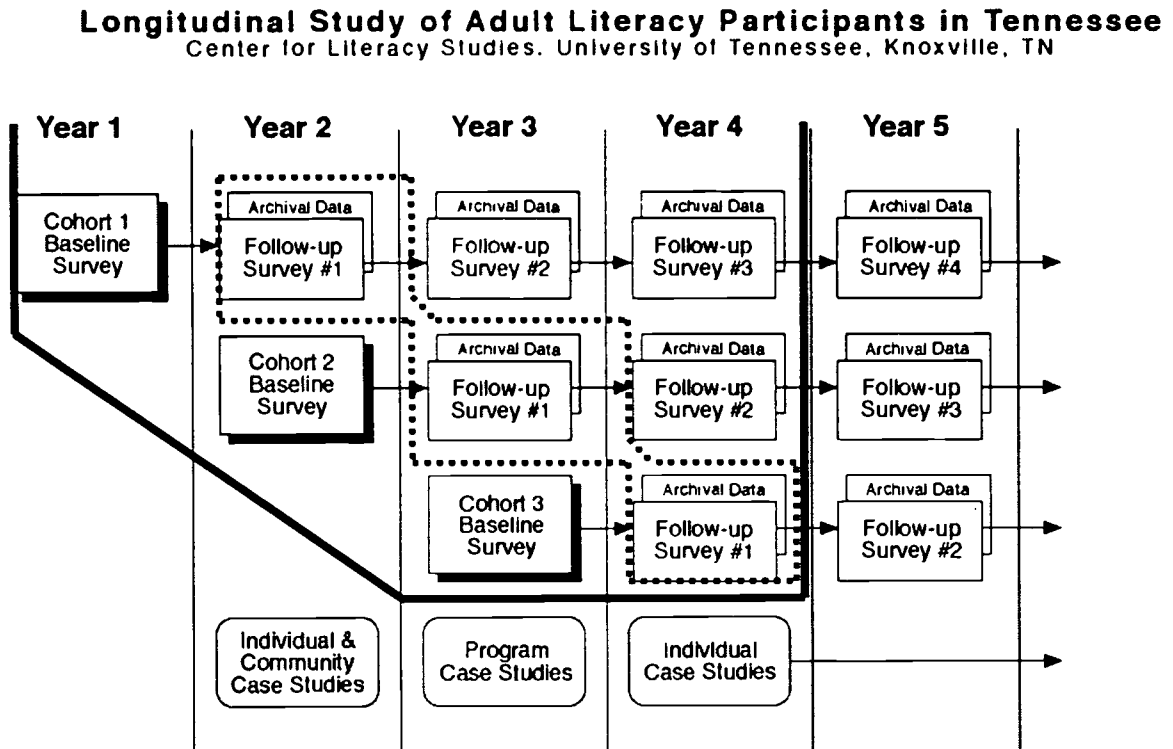 Longitudinal Study of Adult Literacy Participants in Tennessee
Center for Literacy Studies. University of Tennessee, Knoxville, TN
Year 1
Year 2
Year 3
Year 4
Year 5
Cohort 1
Baseline
Survey
Archival Data
Follow-up
Survey #1
Archival Data
Follow-up
Survey #2
Archival Data
Follow-up
Survey #3
Archival Data
Follow-up
Survey #4
Cohort 2
Baseline
Survey
Archival Data
Follow-up
Survey #1
Archival Data
Follow-up
Survey #2
Archival Data
Follow-up
Survey #3
Cohort 3
Baseline
Survey
Archival Data
Follow-up
Survey #1
Archival Data
Follow-up
Survey #2
Individual &
Community
Case Studies
Program
Case Studies
Individual
Case Studies